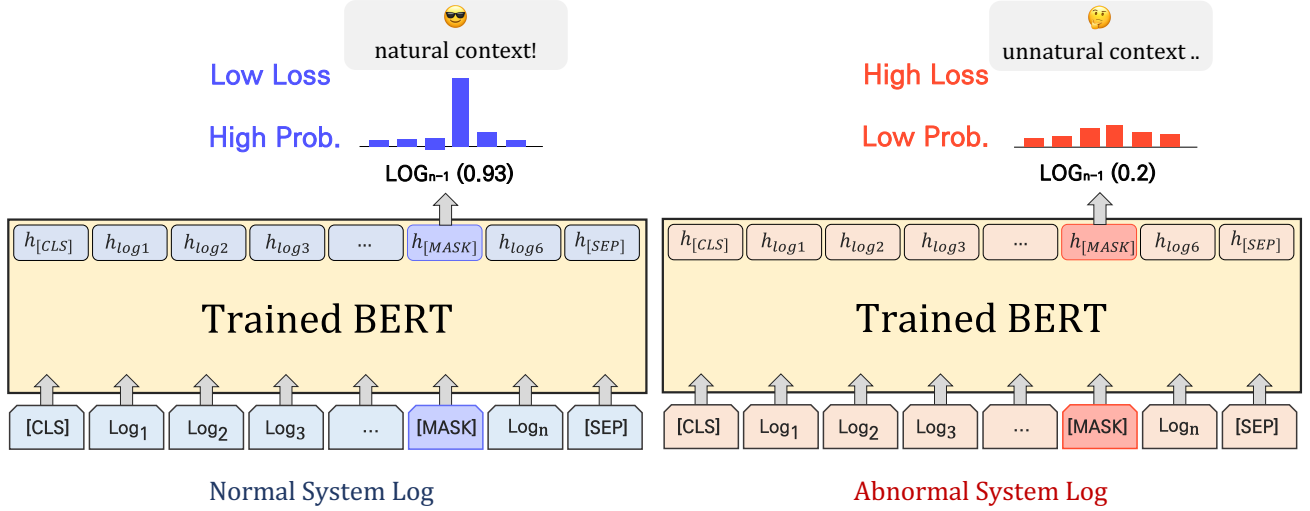 natural context!
Low Loss
High Prob.
LOGn-1 (0.93)
h[CLS] hlog1 hlog2 hlog3 ... h[MASK] hlog6 h[SEP]
Trained BERT
[CLS] Log1 Log2 Log3 ... [MASK] Logn [SEP]
Normal System Log
unnatural context ..
High Loss
Low Prob.
LOGn-1 (0.2)
h[CLS] hlog1 hlog2 hlog3 ... h[MASK] hlog6 h[SEP]
Trained BERT
[CLS] Log1 Log2 Log3 ... [MASK] Logn [SEP]
Abnormal System Log